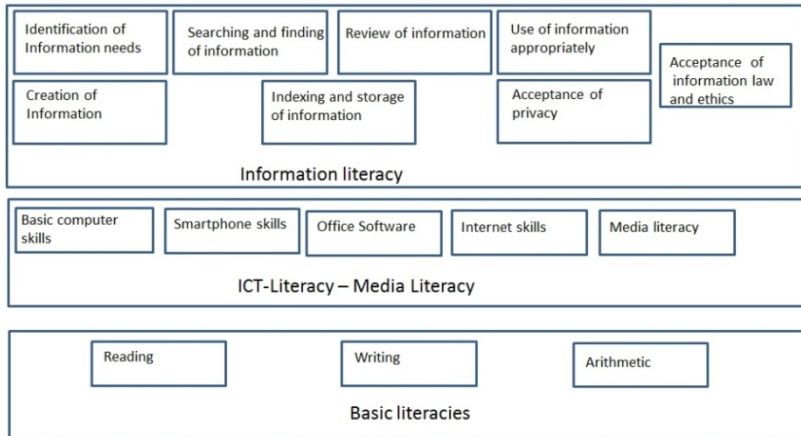 Identification of
Information needs
Searching and finding
of information
Review of information
Use of information
appropriately
Acceptance of
information law
and ethics
Creation of
Information
Indexing and storage
of information
Acceptance of
privacy
Information literacy
Basic computer
skills
Smartphone skills
Office Software
Internet skills
Media literacy
ICT-Literacy – Media Literacy
Reading
Writing
Arithmetic
Basic literacies